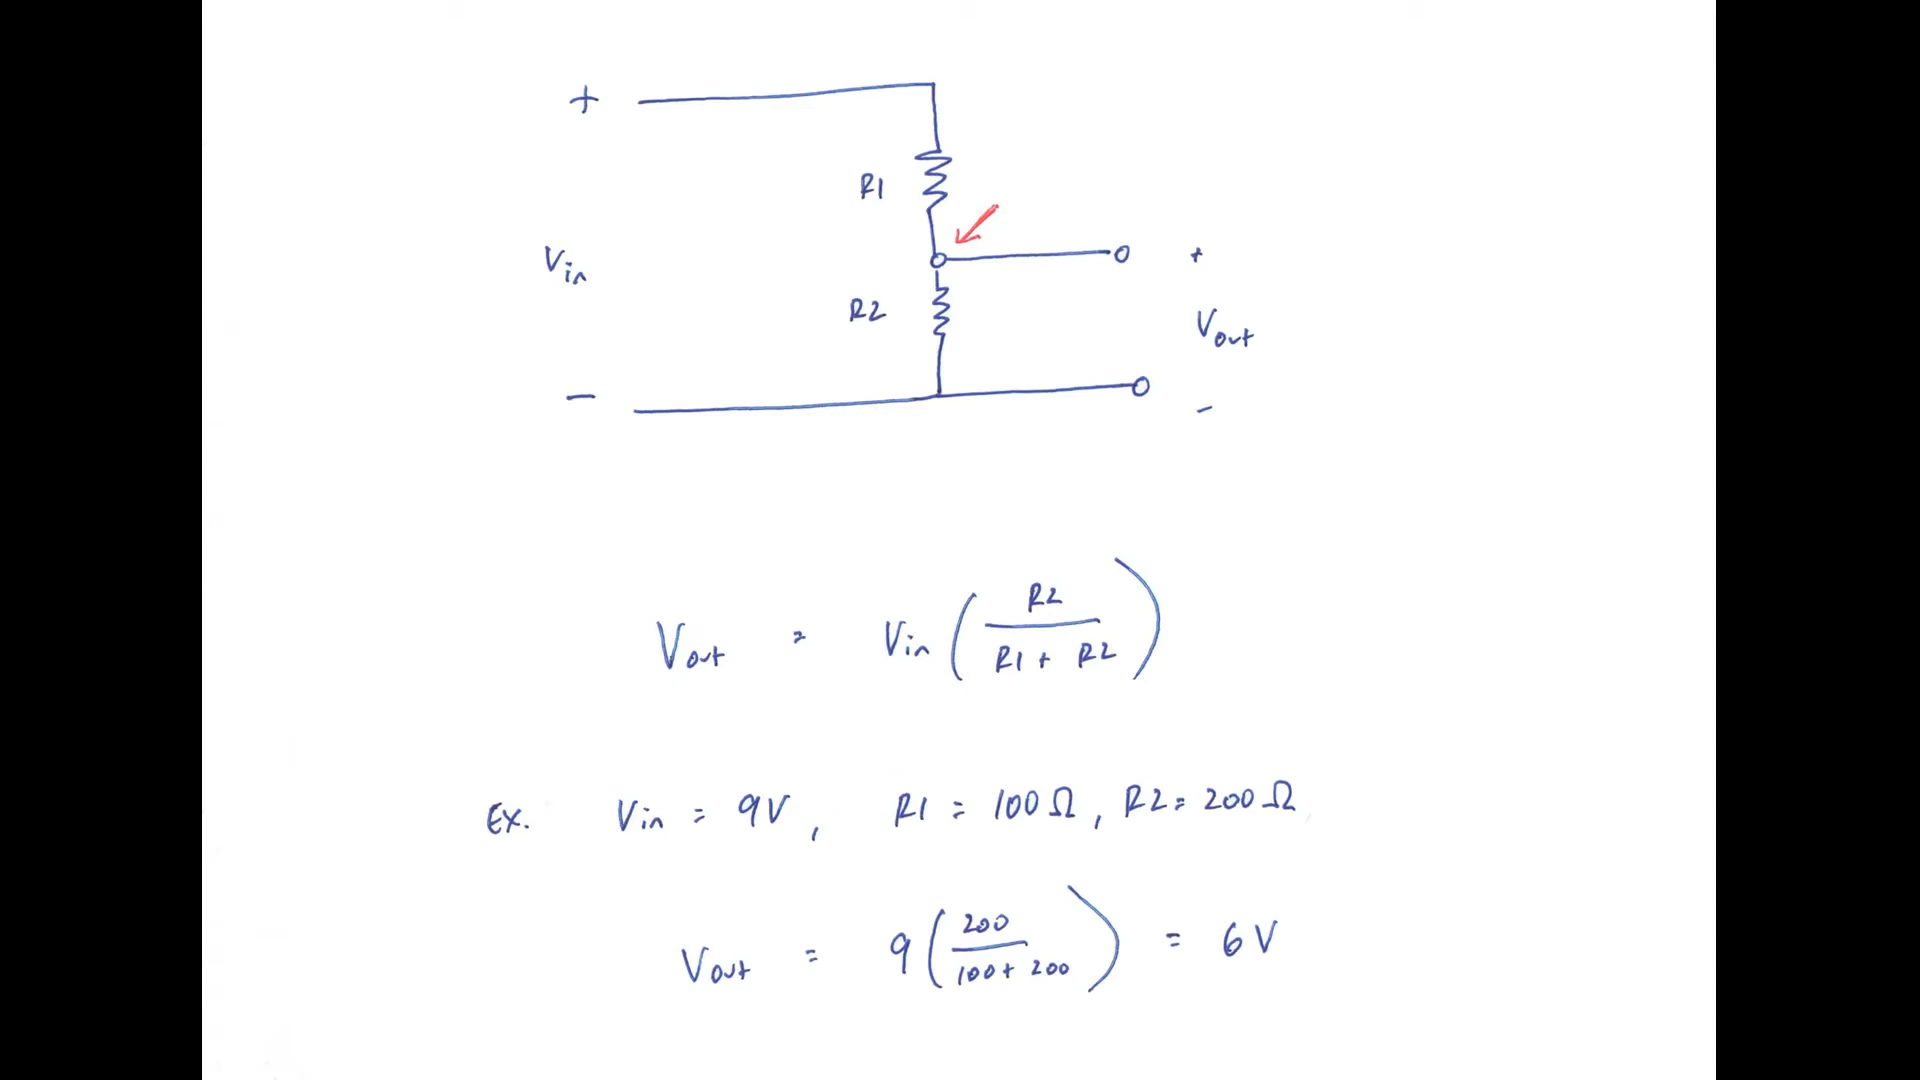 +
R1
Vin
+
R2
Vout
−
−
Vout = Vin (R2 / R1 + R2)
Ex. Vin = 9V, R1 = 100Ω, R2 = 200Ω
Vout = 9 (200 / 100 + 200) = 6V